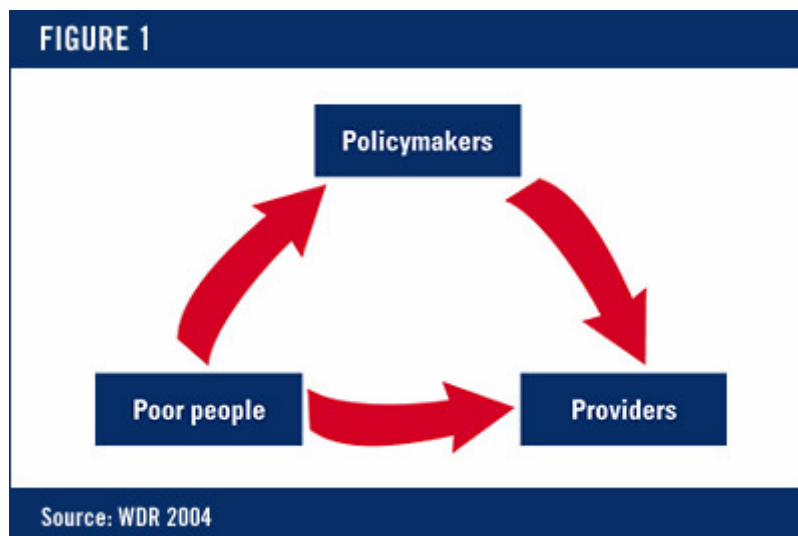 FIGURE 1
Policymakers
Poor people
Providers
Source: WDR 2004